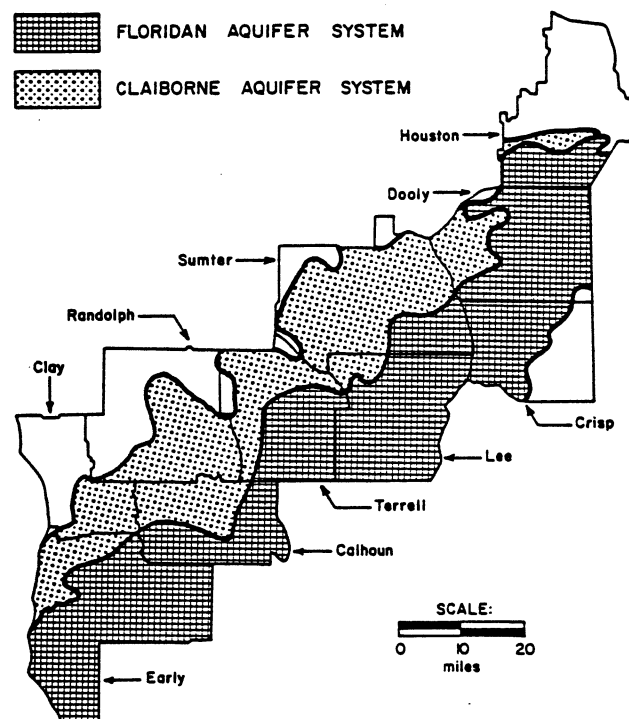 FLORIDAN AQUIFER SYSTEM
CLAIBORNE AQUIFER SYSTEM
Houston
Dooly
Sumter
Randolph
Clay
Crisp
Lee
Terrell
Calhoun
SCALE:
0 10 20
miles
Early